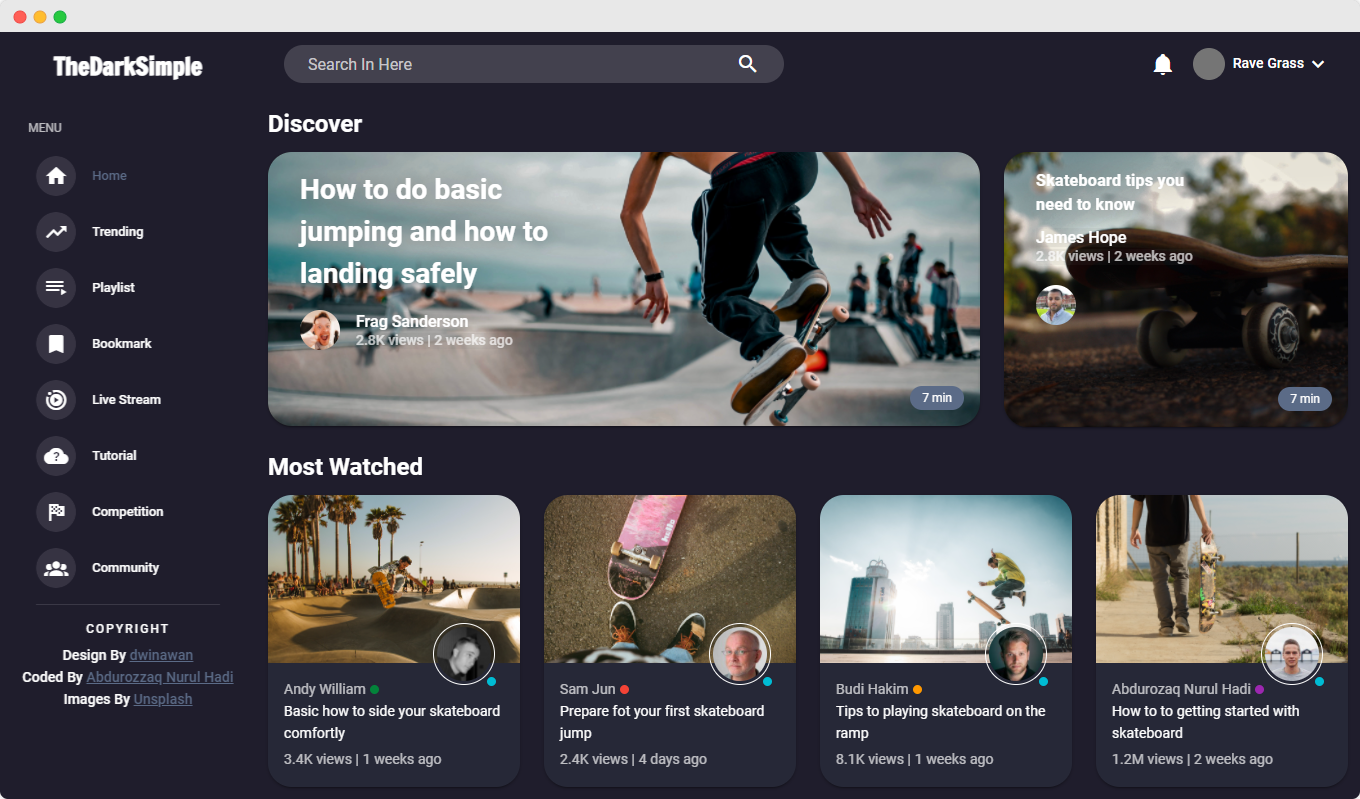 TheDarkSimple
Search In Here
Rave Grass
MENU
Home
Trending
Playlist
Bookmark
Live Stream
Tutorial
?
Competition
Community
COPYRIGHT
Design By dwinawan
Coded By Abdurozzaq Nurul Hadi
Images By Unsplash
Discover
How to do basic
jumping and how to
landing safely
Frag Sanderson
2.8K views | 2 weeks ago
7 min
Skateboard tips you
need to know
James Hope
2.8K views | 2 weeks ago
7 min
Most Watched
Andy William
Basic how to side your skateboard
comfortly
3.4K views | 1 weeks ago
hello
Sam Jun
Prepare fot your first skateboard
jump
2.4K views | 4 days ago
Budi Hakim
Tips to playing skateboard on the
ramp
8.1K views | 1 weeks ago
Abdurozaq Nurul Hadi
How to to getting started with
skateboard
1.2M views | 2 weeks ago